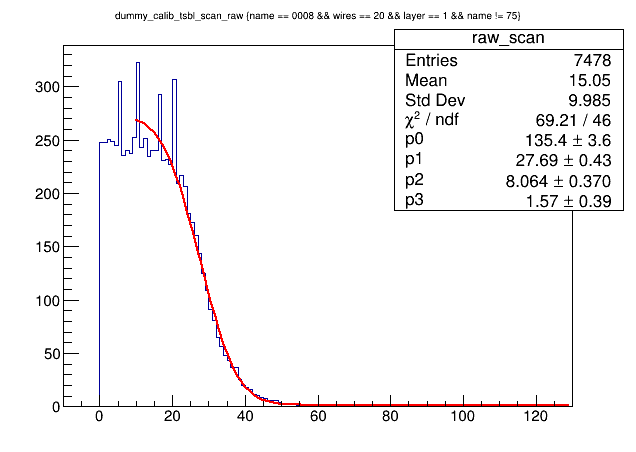 dummy_calib_tsbl_scan_raw {name == 0008 && wires == 20 && layer == 1 && name != 75}
raw_scan
Entries 7478
Mean 15.05
Std Dev 9.985
χ² / ndf 69.21 / 46
p0 135.4 ± 3.6
p1 27.69 ± 0.43
p2 8.064 ± 0.370
p3 1.57 ± 0.39
300
250
200
150
100
50
0
0 20 40 60 80 100 120